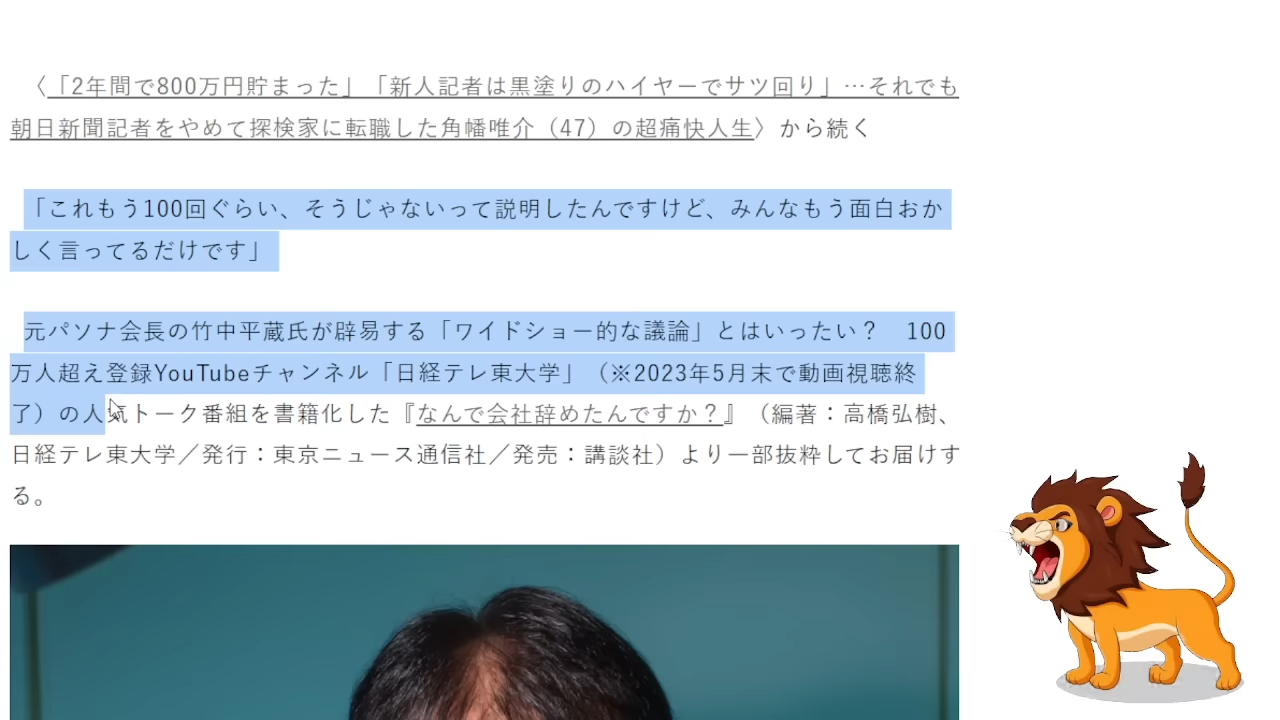 〈「2年間で800万円貯まった」「新人記者は黒塗りのハイヤーでサツ回り」…それでも
朝日新聞記者をやめて探検家に転職した角幡唯介（47）の超痛快人生〉から続く
「これもう100回ぐらい、そうじゃないって説明したんですけど、みんなもう面白おか
しく言ってるだけです」
元パソナ会長の竹中平蔵氏が辟易する「ワイドショー的な議論」とはいったい？　100
万人超え登録YouTubeチャンネル「日経テレ東大学」（※2023年5月末で動画視聴終
了）の人気トーク番組を書籍化した『なんで会社辞めたんですか？』（編著：高橋弘樹、
日経テレ東大学／発行：東京ニュース通信社／発売：講談社）より一部抜粋してお届けす
る。